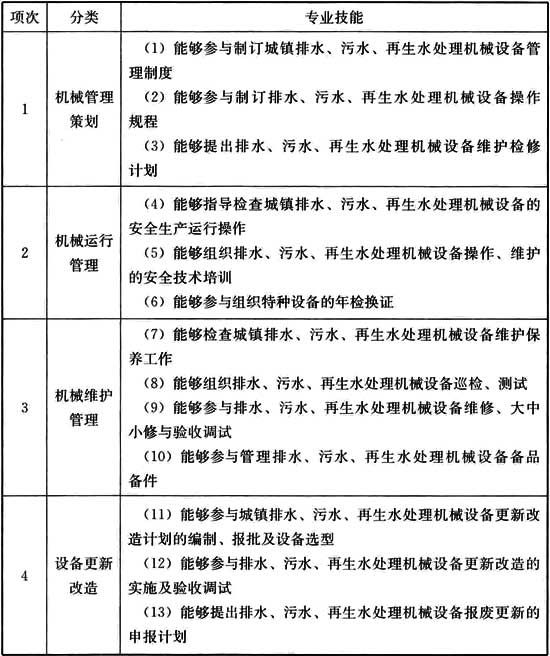 项次 分类 专业技能
1 机械管理
策划
（1）能够参与制订城镇排水、污水、再生水处理机械设备管
理制度
（2）能够参与制订排水、污水、再生水处理机械设备操作
规程
（3）能够提出排水、污水、再生水处理机械设备维护检修
计划
2 机械运行
管理
（4）能够指导检查城镇排水、污水、再生水处理机械设备的
安全生产运行操作
（5）能够组织排水、污水、再生水处理机械设备操作、维护
的安全技术培训
（6）能够参与组织特种设备的年检换证
3 机械维护
管理
（7）能够检查城镇排水、污水、再生水处理机械设备维护保
养工作
（8）能够组织排水、污水、再生水处理机械设备巡检、测试
（9）能够参与排水、污水、再生水处理机械设备维修、大中
小修与验收调试
（10）能够参与管理排水、污水、再生水处理机械设备备品
备件
4 设备更新
改造
（11）能够参与城镇排水、污水、再生水处理机械设备更新改
造计划的编制、报批及设备选型
（12）能够参与排水、污水、再生水处理机械设备更新改造的
实施及验收调试
（13）能够提出排水、污水、再生水处理机械设备报废更新的
申报计划